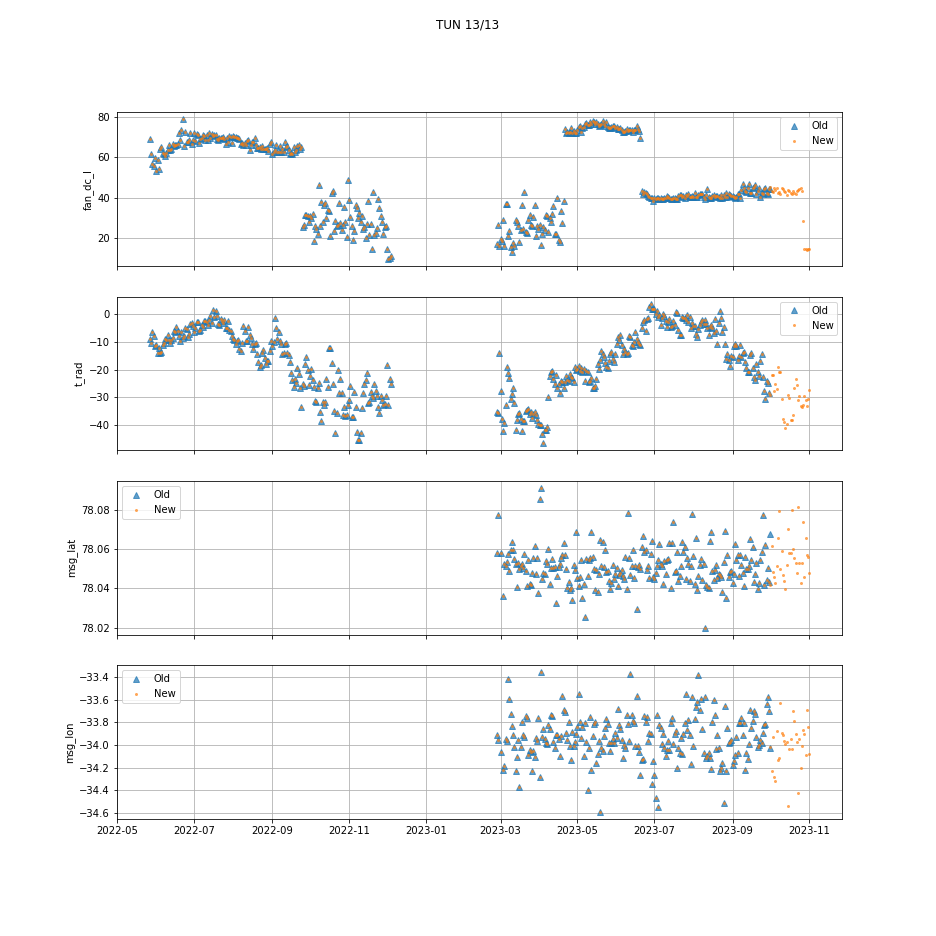 TUN 13/13
80
60
40
20
fan_dc_I
Old
New
0
−10
−20
−30
−40
t_rad
Old
New
78.08
78.06
78.04
78.02
msg_lat
Old
New
−33.4
−33.6
−33.8
−34.0
−34.2
−34.4
−34.6
msg_lon
Old
New
2022-05 2022-07 2022-09 2022-11 2023-01 2023-03 2023-05 2023-07 2023-09 2023-11